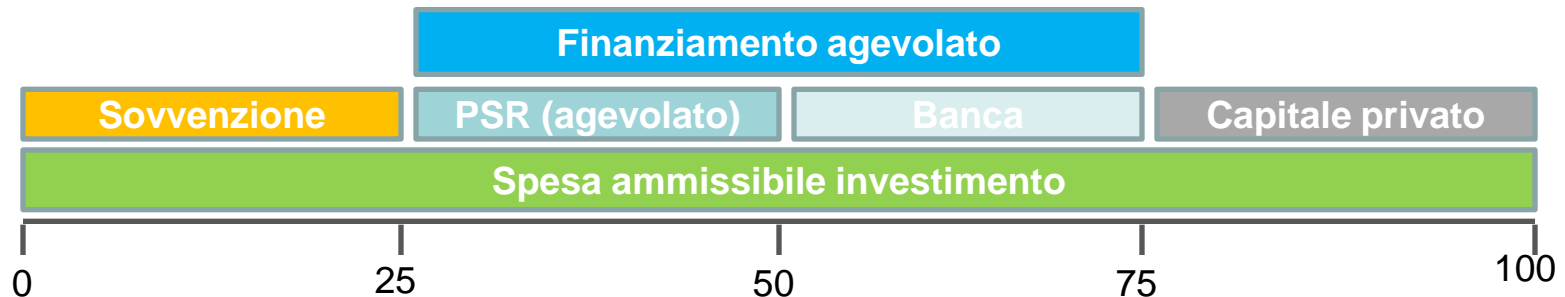 Finanziamento agevolato
Sovvenzione PSR (agevolato) Banca Capitale privato
Spesa ammissibile investimento
0 25 50 75 100